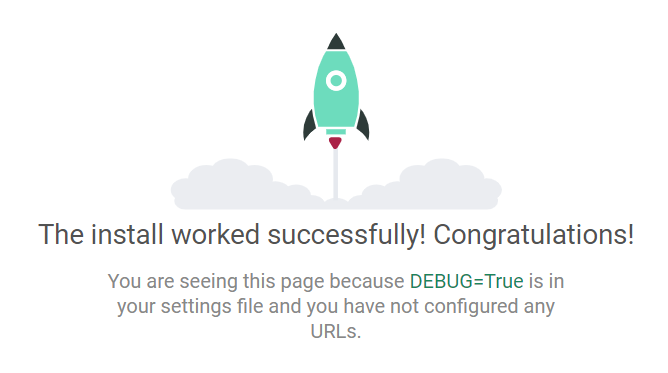 The install worked successfully! Congratulations!
You are seeing this page because DEBUG=True is in
your settings file and you have not configured any
URLs.